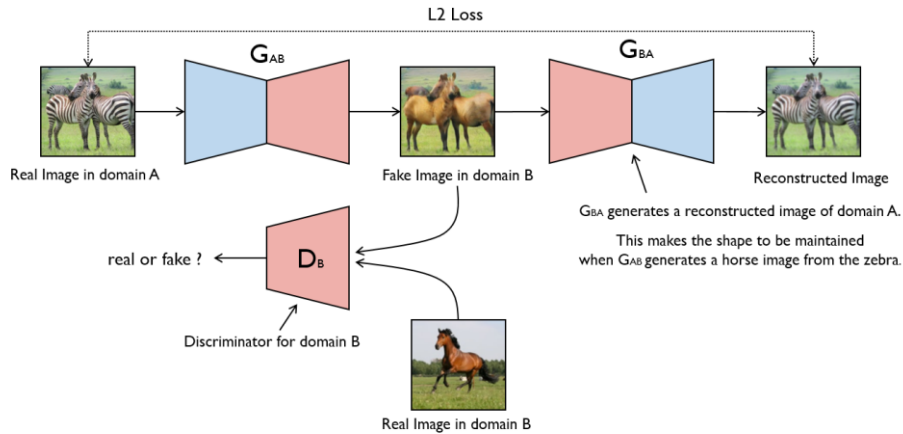 L2 Loss
GAB
GBA
Real Image in domain A
Fake Image in domain B
Reconstructed Image
GBA generates a reconstructed image of domain A.
This makes the shape to be maintained
when GAB generates a horse image from the zebra.
real or fake ?
DB
Discriminator for domain B
Real Image in domain B